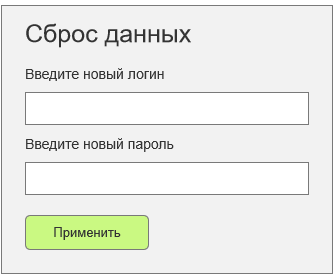 Сброс данных
Введите новый логин
Введите новый пароль
Применить